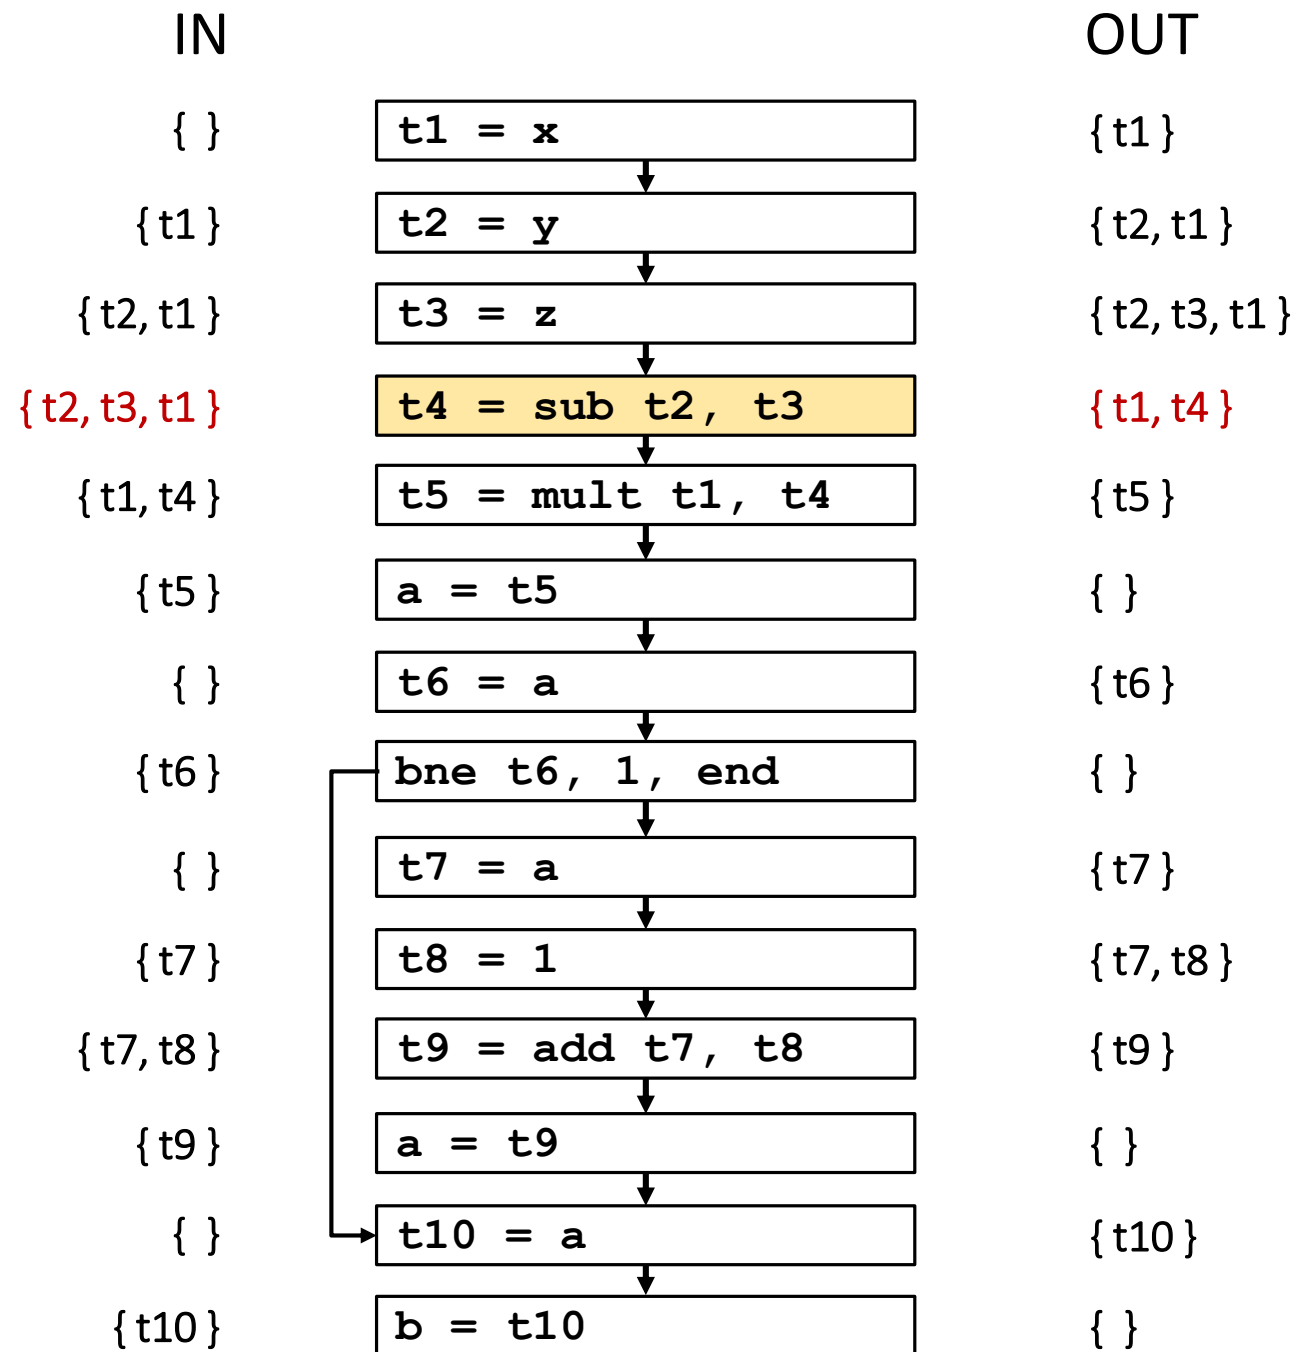 IN OUT
{ } t1 = x { t1 }
{ t1 } t2 = y { t2, t1 }
{ t2, t1 } t3 = z { t2, t3, t1 }
{ t2, t3, t1 } t4 = sub t2, t3 { t1, t4 }
{ t1, t4 } t5 = mult t1, t4 { t5 }
{ t5 } a = t5 { }
{ } t6 = a { t6 }
{ t6 } bne t6, 1, end { }
{ } t7 = a { t7 }
{ t7 } t8 = 1 { t7, t8 }
{ t7, t8 } t9 = add t7, t8 { t9 }
{ t9 } a = t9 { }
{ } t10 = a { t10 }
{ t10 } b = t10 { }